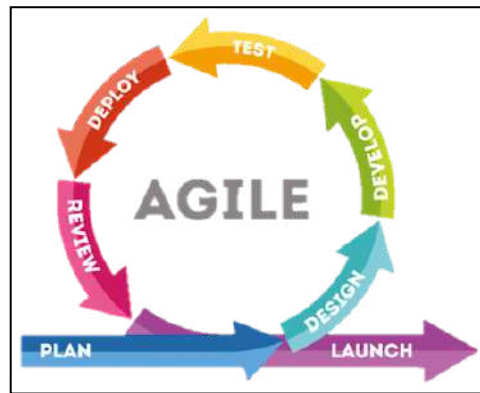 TEST
DEPLOY
DEVELOP
AGILE
REVIEW
DESIGN
PLAN
LAUNCH